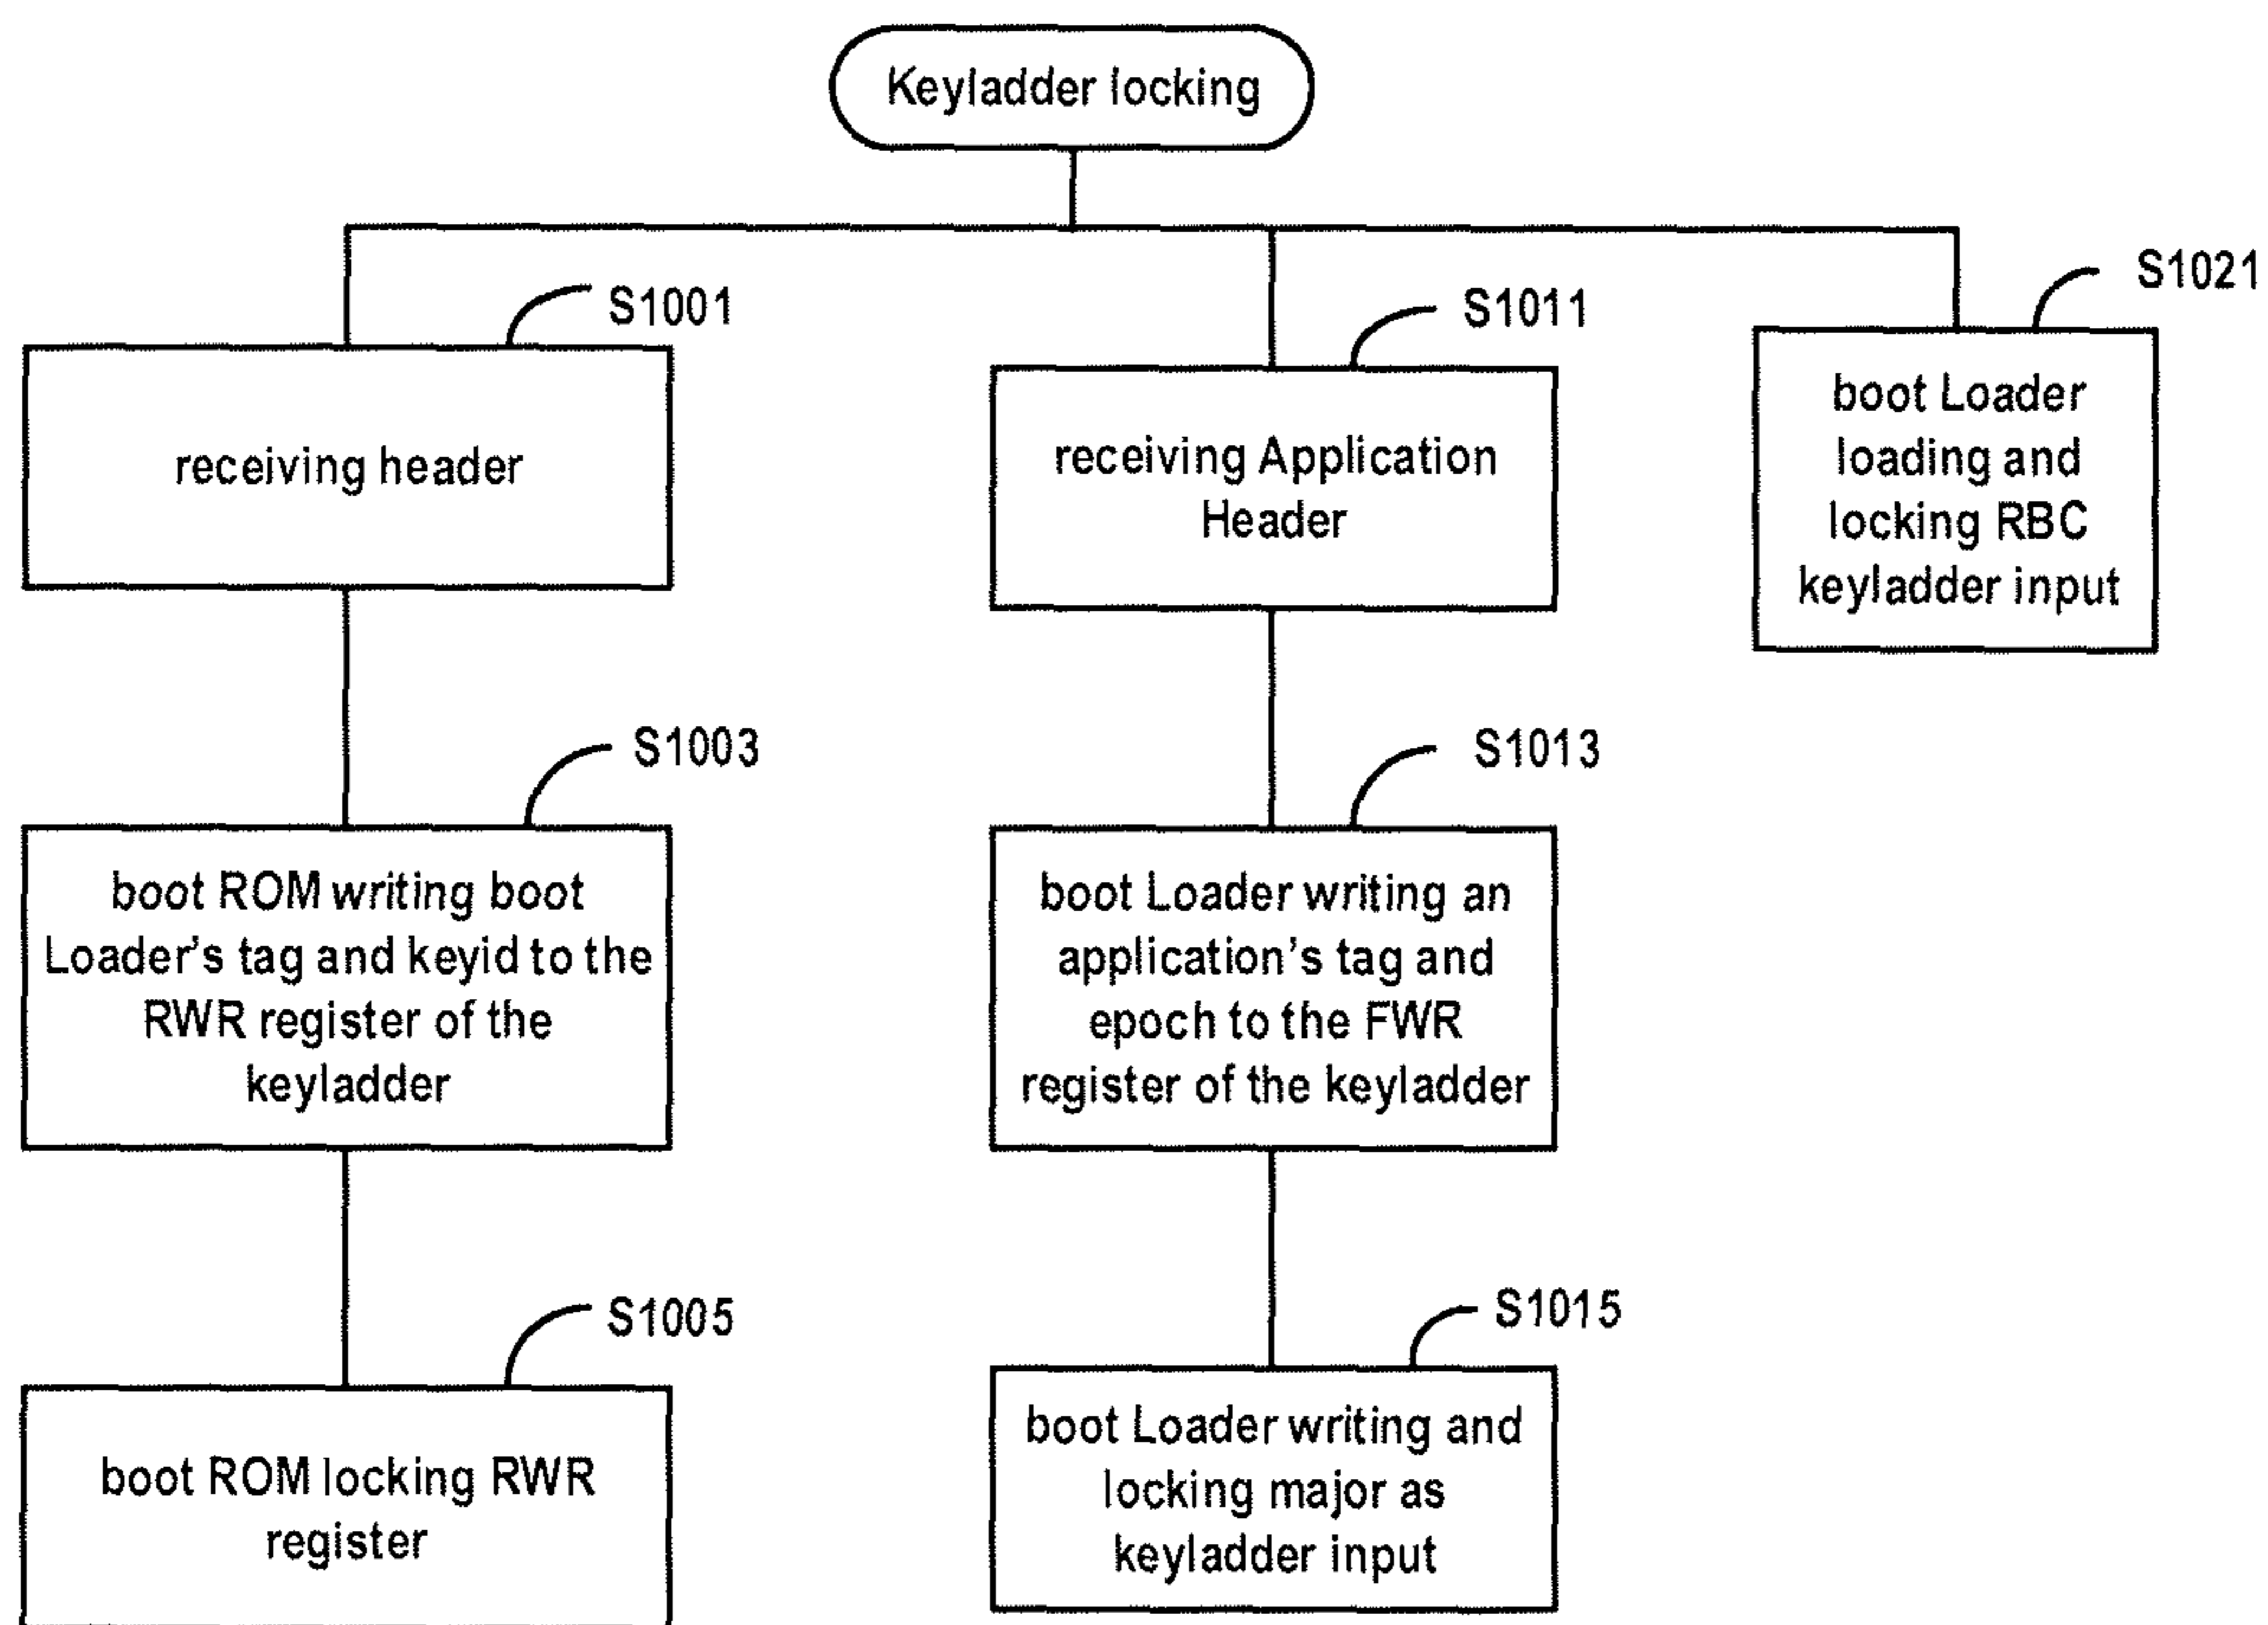 Keyladder locking
S1001
receiving header
S1003
boot ROM writing boot
Loader's tag and keyid to the
RWR register of the
keyladder
S1005
boot ROM locking RWR
register
S1011
receiving Application
Header
S1013
boot Loader writing an
application's tag and
epoch to the FWR
register of the keyladder
S1015
boot Loader writing and
locking major as
keyladder input
S1021
boot Loader
loading and
locking RBC
keyladder input